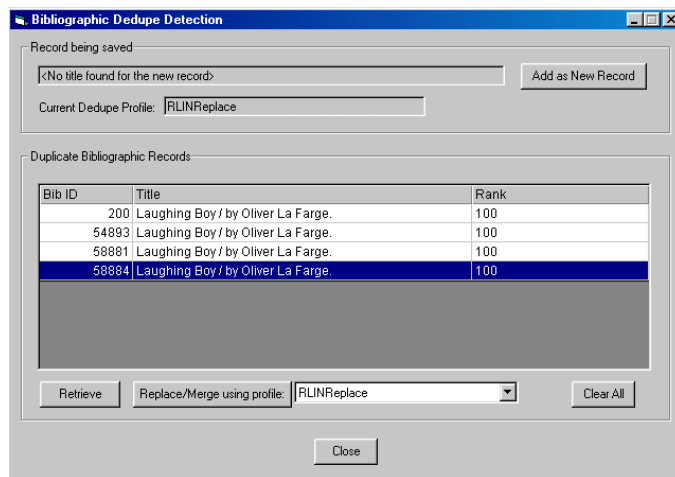 Bibliographic Dedupe Detection
Record being saved
<No title found for the new record>
Add as New Record
Current Dedupe Profile: RLINReplace
Duplicate Bibliographic Records
Bib ID Title Rank
200 Laughing Boy / by Oliver La Farge. 100
54893 Laughing Boy / by Oliver La Farge. 100
58881 Laughing Boy / by Oliver La Farge. 100
58884 Laughing Boy / by Oliver La Farge. 100
Retrieve Replace/Merge using profile: RLINReplace Clear All
Close